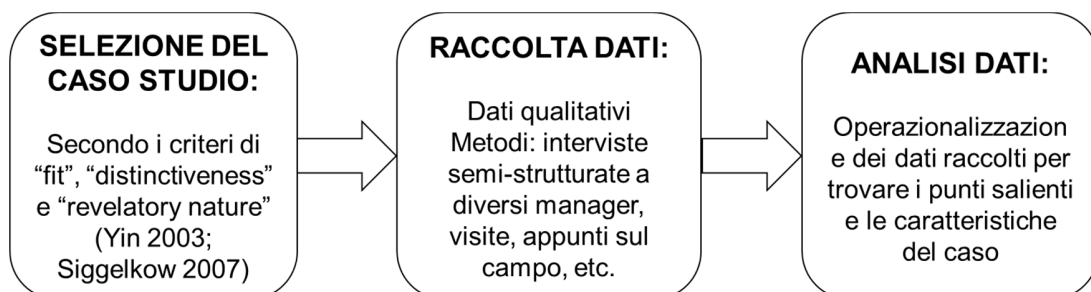 SELEZIONE DEL
CASO STUDIO:
Secondo i criteri di
“fit”, “distinctiveness”
e “revelatory nature”
(Yin 2003;
Siggelkow 2007)
RACCOLTA DATI:
Dati qualitativi
Metodi: interviste
semi-strutturate a
diversi manager,
visite, appunti sul
campo, etc.
ANALISI DATI:
Operazionalizzazion
e dei dati raccolti per
trovare i punti salienti
e le caratteristiche
del caso